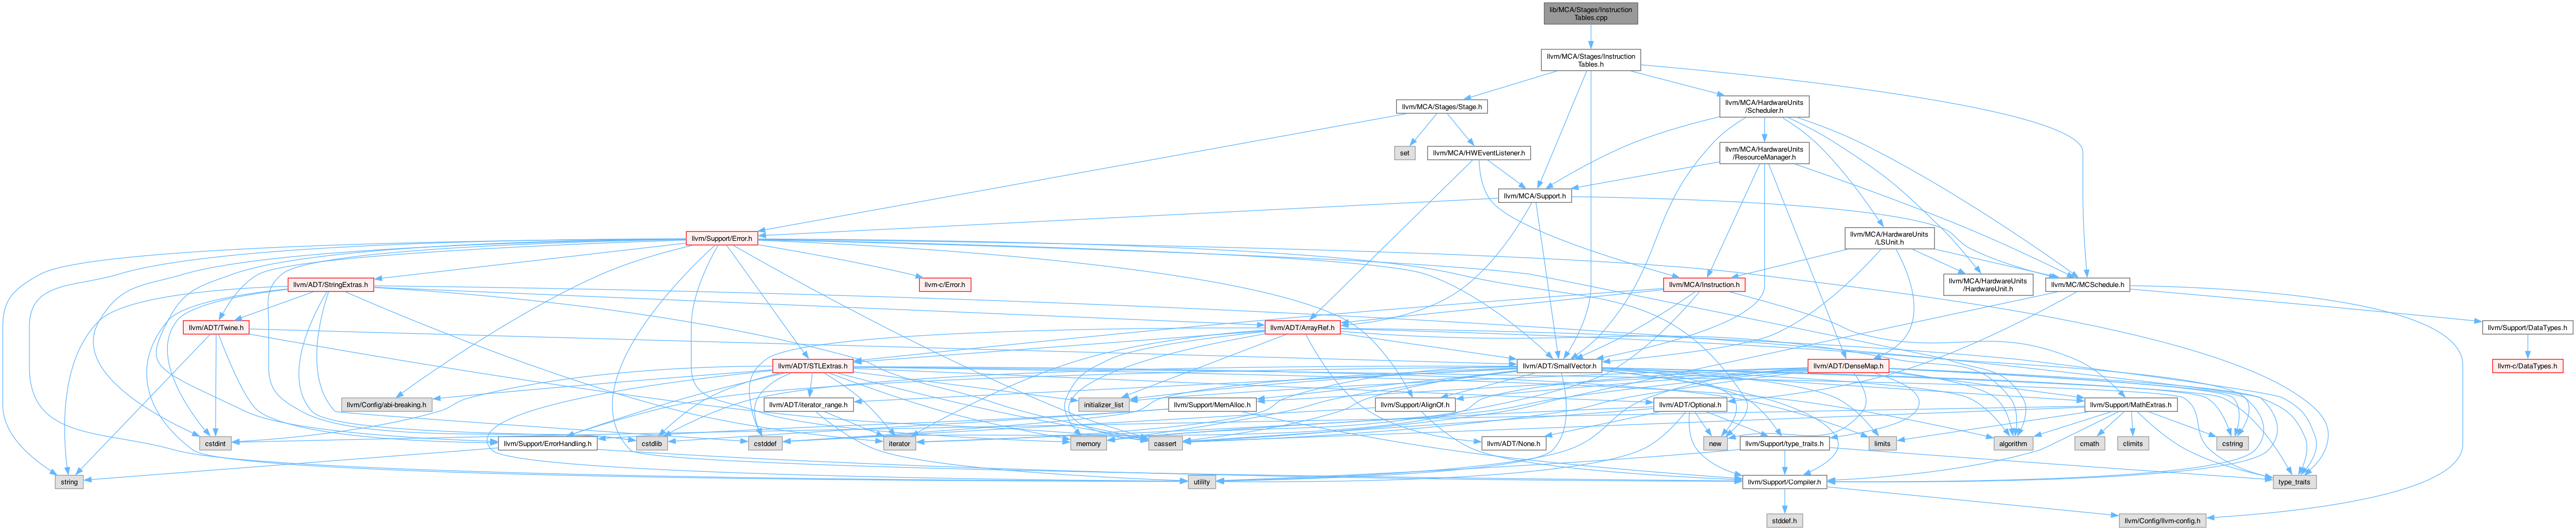 lib/MCA/Stages/Instruction
Tables.cpp
llvm/MCA/Stages/Instruction
Tables.h
llvm/MCA/Stages/Stage.h
llvm/MCA/HardwareUnits
/Scheduler.h
set
llvm/MCA/HWEventListener.h
llvm/MCA/HardwareUnits
/ResourceManager.h
llvm/MCA/Support.h
llvm/Support/Error.h
llvm/MCA/HardwareUnits
/LSUnit.h
llvm/ADT/StringExtras.h
llvm-c/Error.h
llvm/MCA/Instruction.h
llvm/MCA/HardwareUnits
/HardwareUnit.h
llvm/MC/MCSchedule.h
llvm/ADT/Twine.h
llvm/ADT/ArrayRef.h
llvm/Support/DataTypes.h
llvm/ADT/STLExtras.h
llvm/ADT/SmallVector.h
llvm/ADT/DenseMap.h
llvm-c/DataTypes.h
llvm/Config/abi-breaking.h
llvm/ADT/iterator_range.h
initializer_list
llvm/Support/MemAlloc.h
llvm/Support/AlignOf.h
llvm/ADT/Optional.h
llvm/Support/MathExtras.h
cstdint
llvm/Support/ErrorHandling.h
cstdlib
cstddef
iterator
memory
cassert
llvm/ADT/None.h
new
llvm/Support/type_traits.h
limits
algorithm
cmath
climits
cstring
string
utility
llvm/Support/Compiler.h
type_traits
stddef.h
llvm/Config/llvm-config.h